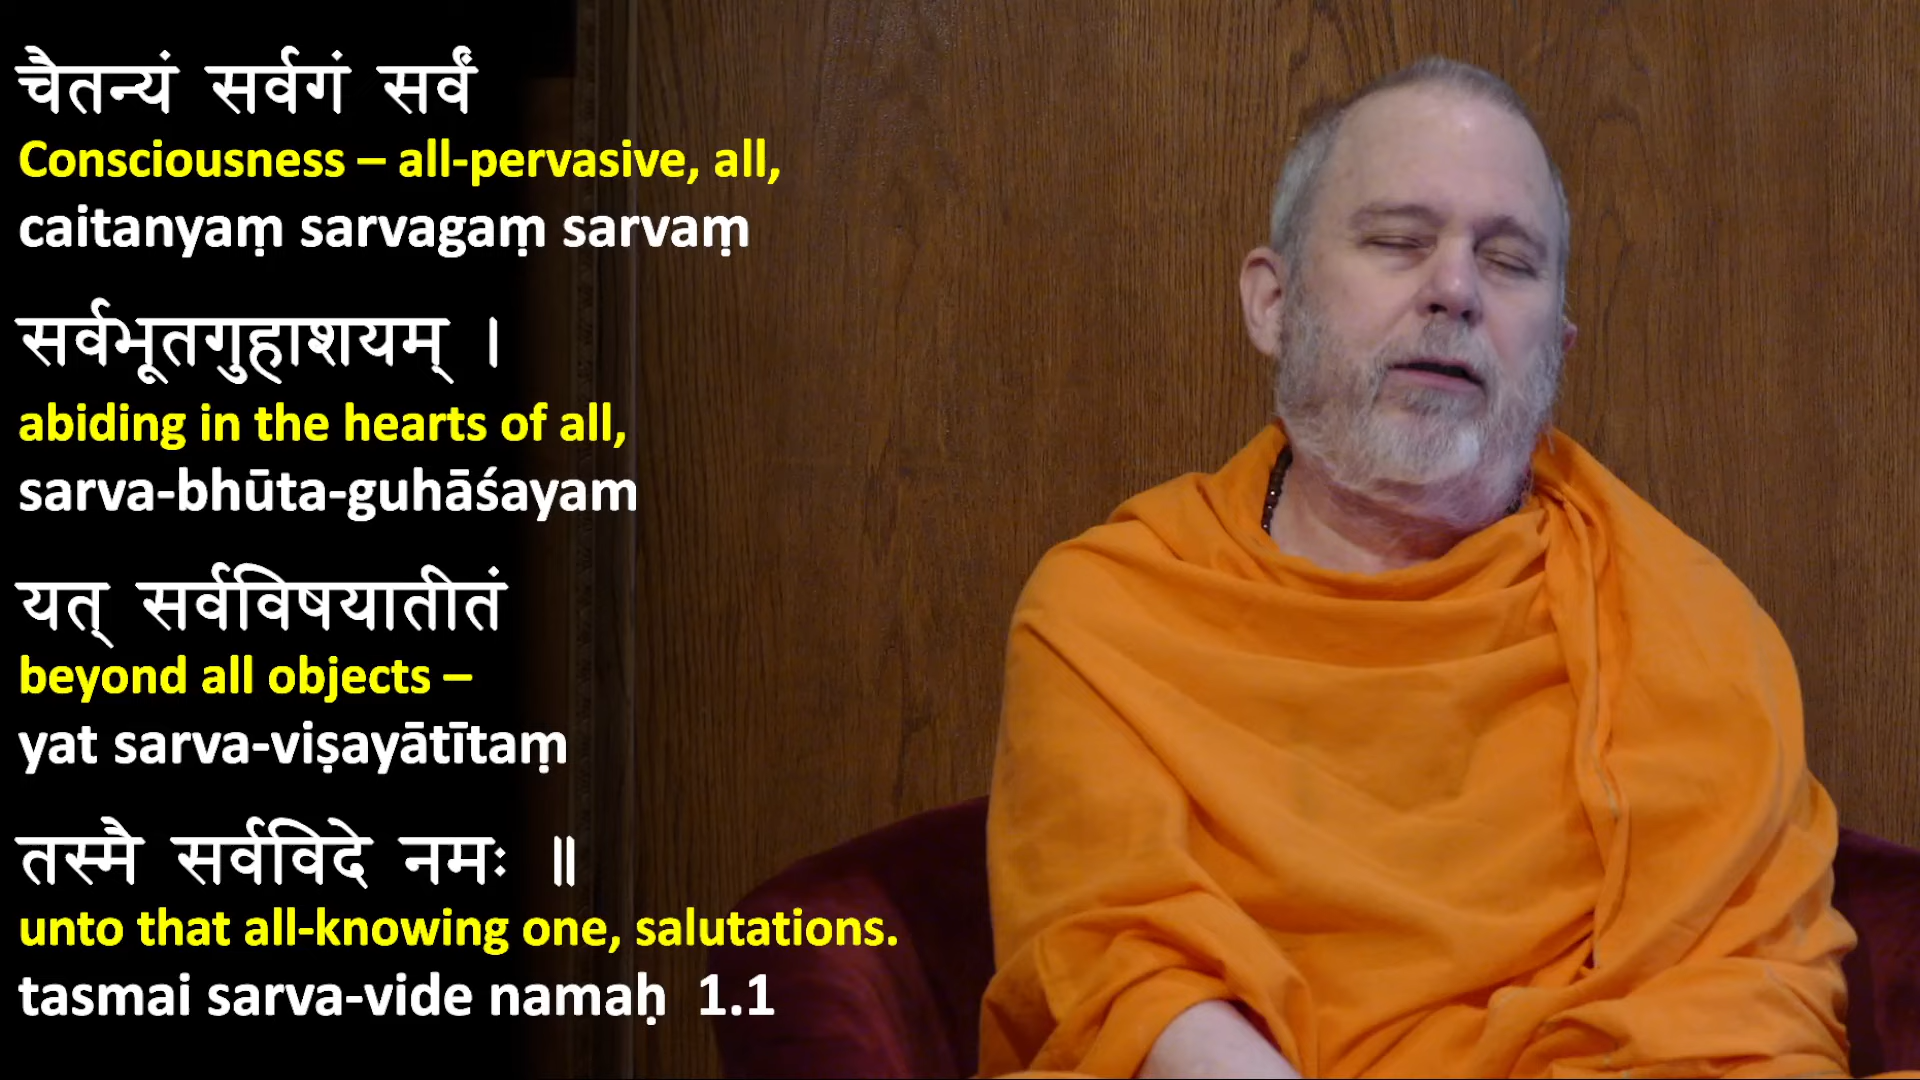 चैतन्यं सर्वगं सर्वं
Consciousness – all-pervasive, all,
caitanyaṃ sarvagaṃ sarvaṃ
सर्वभूतगुहाशयम् ।
abiding in the hearts of all,
sarva-bhūta-guhāśayam
यत् सर्वविषयातीतं
beyond all objects –
yat sarva-viṣayātītaṃ
तस्मै सर्वविदे नमः ॥
unto that all-knowing one, salutations.
tasmai sarva-vide namaḥ 1.1